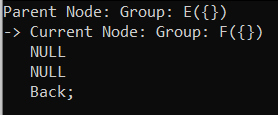 Parent Node: Group: E({})
-> Current Node: Group: F({})
NULL
NULL
Back;